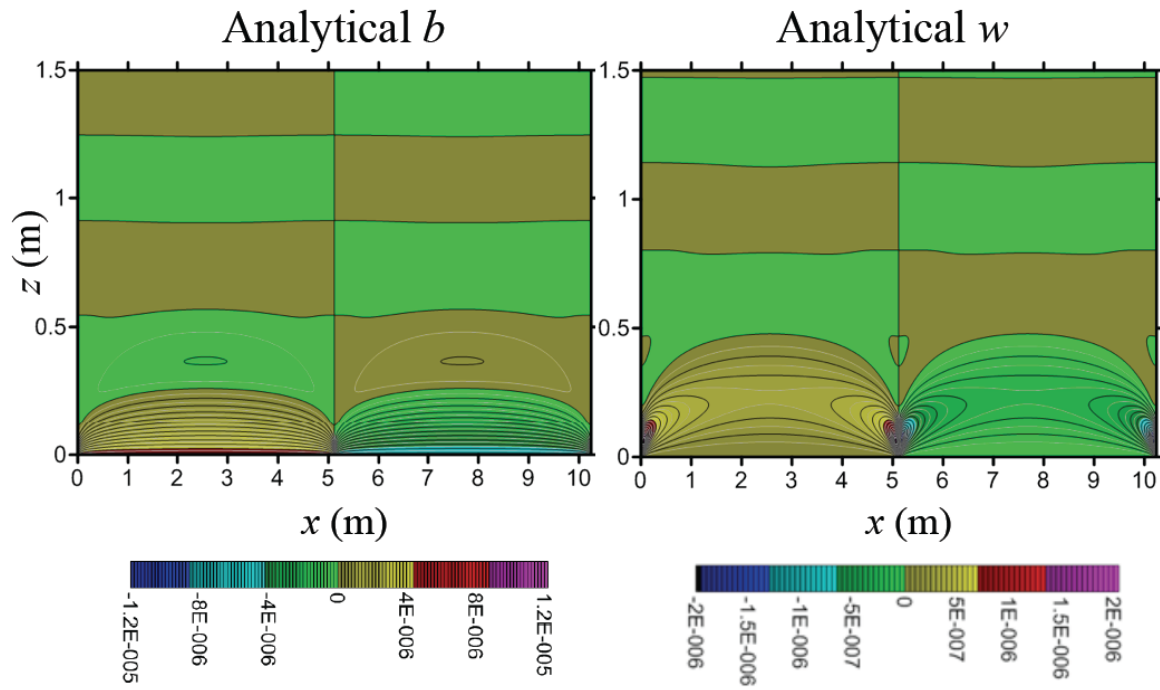 Analytical b
Analytical w
1.5
1
0.5
0
z (m)
0 1 2 3 4 5 6 7 8 9 10
x (m)
1.5
1
0.5
0
0 1 2 3 4 5 6 7 8 9 10
x (m)
-1.2E-005
-8E-006
-4E-006
0
4E-006
8E-006
1.2E-005
-2E-006
-1.5E-006
-1E-006
-5E-007
0
5E-007
1E-006
1.5E-006
2E-006